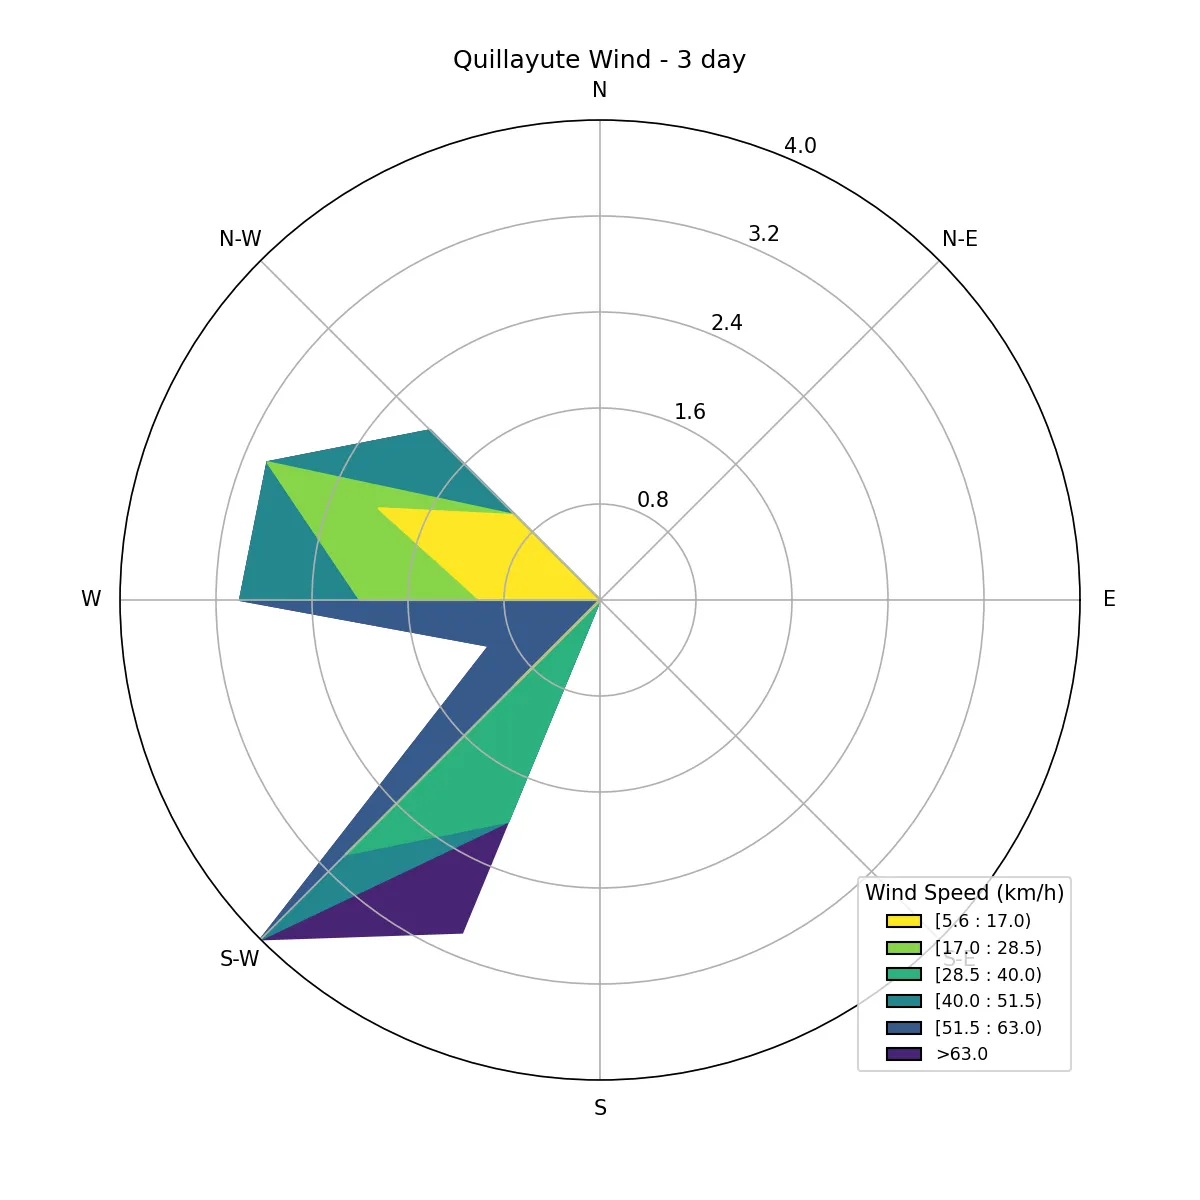 Quillayute Wind - 3 day
N
4.0
N-W
3.2
N-E
2.4
1.6
0.8
W
E
Wind Speed (km/h)
[5.6 : 17.0)
[17.0 : 28.5)
S-W
S-E
[28.5 : 40.0)
[40.0 : 51.5)
[51.5 : 63.0)
>63.0
S